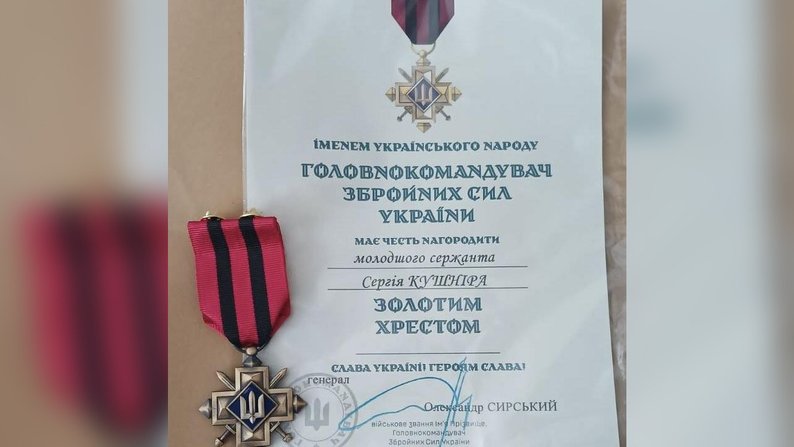 ІМЕНЕМ УКРАЇНСЬКОГО НАРОДУ
ГОЛОВНОКОМАНДУВАЧ
ЗБРОЙНИХ СИЛ
УКРАЇНИ
МАЄ ЧЕСТЬ НАГОРОДИТИ
молодшого сержанта
Сергія КУШНІРА
ЗОЛОТИМ
ХРЕСТОМ
СЛАВА УКРАЇНІ! ГЕРОЯМ СЛАВА!
генерал
Олександр СИРСЬКИЙ
військове звання ім'я прізвище,
Головнокомандувач
Збройних Сил України